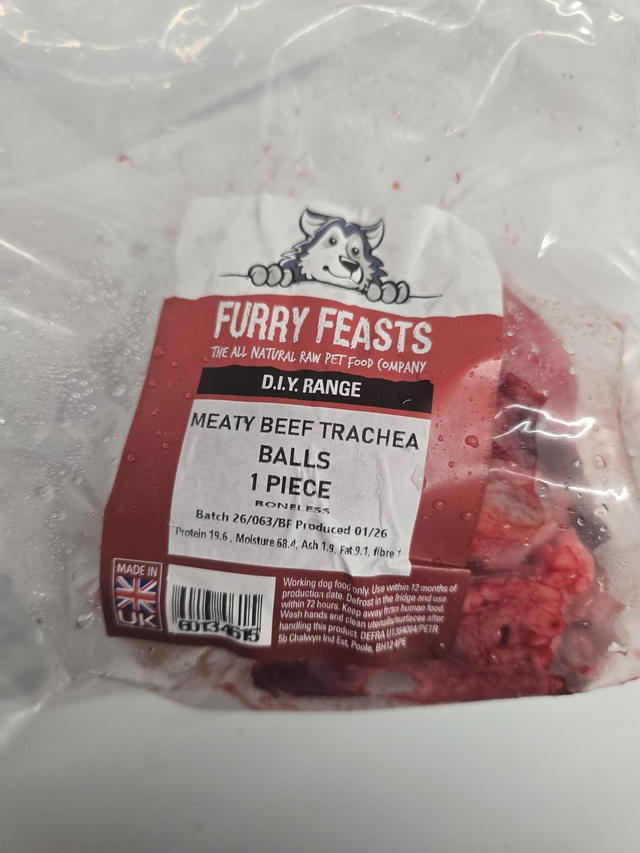 FURRY FEASTS
THE ALL NATURAL RAW PET FOOD COMPANY
D.I.Y. RANGE
MEATY BEEF TRACHEA
BALLS
1 PIECE
BONELESS
Batch 26/063/BF Produced 01/26
Protein 19.6, Moisture 68.4, Ash 1.9, Fat 9.1, fibre
MADE IN
UK
Working dog food only. Use within 12 months of
production date. Defrost in the fridge and use
within 72 hours. Keep away from human food.
Wash hands and clean utensils/surfaces after
handling this product. DEFRA U1354064/PETR
5b Chalwyn Ind Est, Poole, BH12 4PE